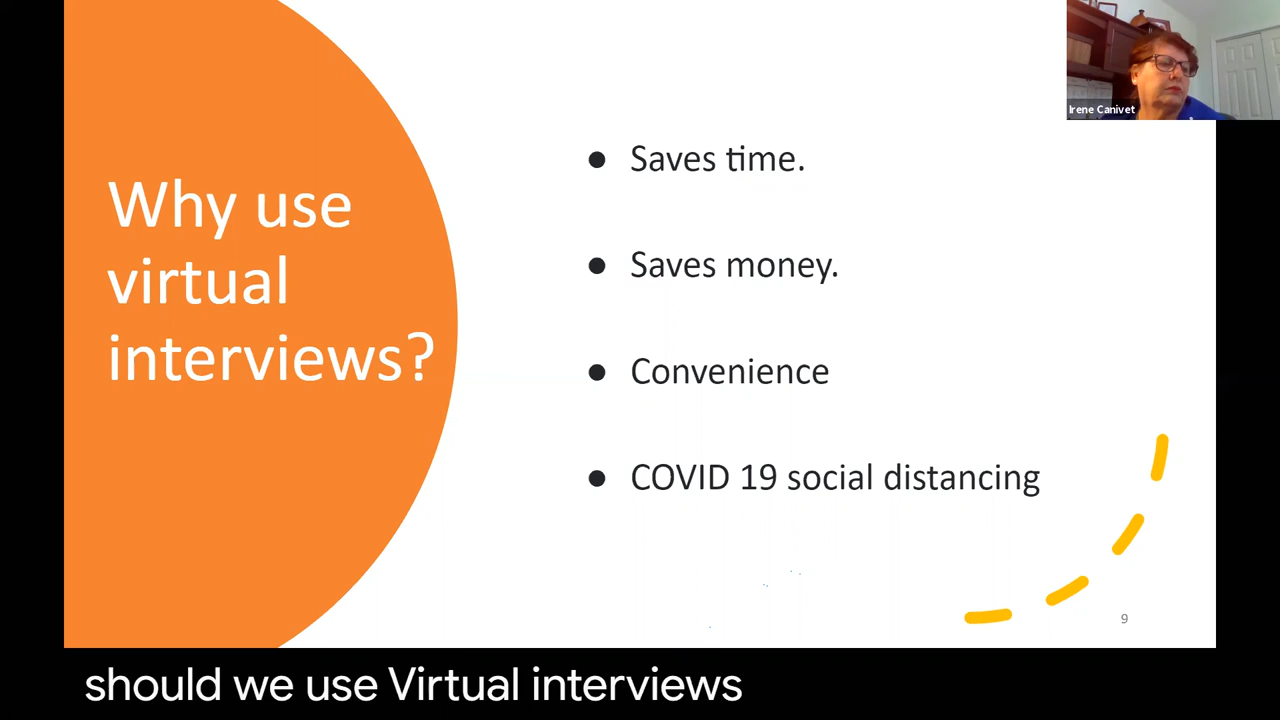 Why use
virtual
interviews?
Saves time.
Saves money.
Convenience
COVID 19 social distancing
Irene Canivet
9
should we use Virtual interviews